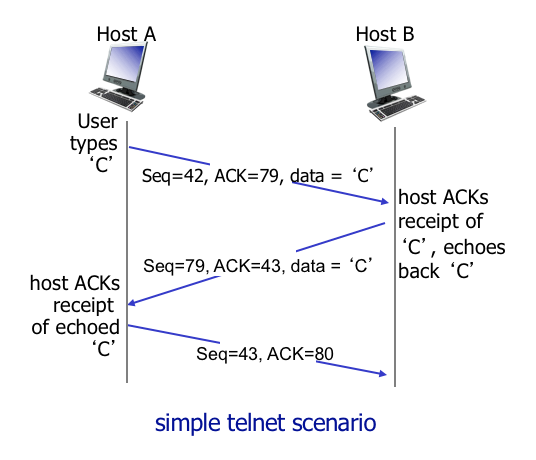 Host A
Host B
User
types
‘C’
Seq=42, ACK=79, data = ‘C’
host ACKs
receipt of
‘C’, echoes
back ‘C’
Seq=79, ACK=43, data = ‘C’
host ACKs
receipt
of echoed
‘C’
Seq=43, ACK=80
simple telnet scenario